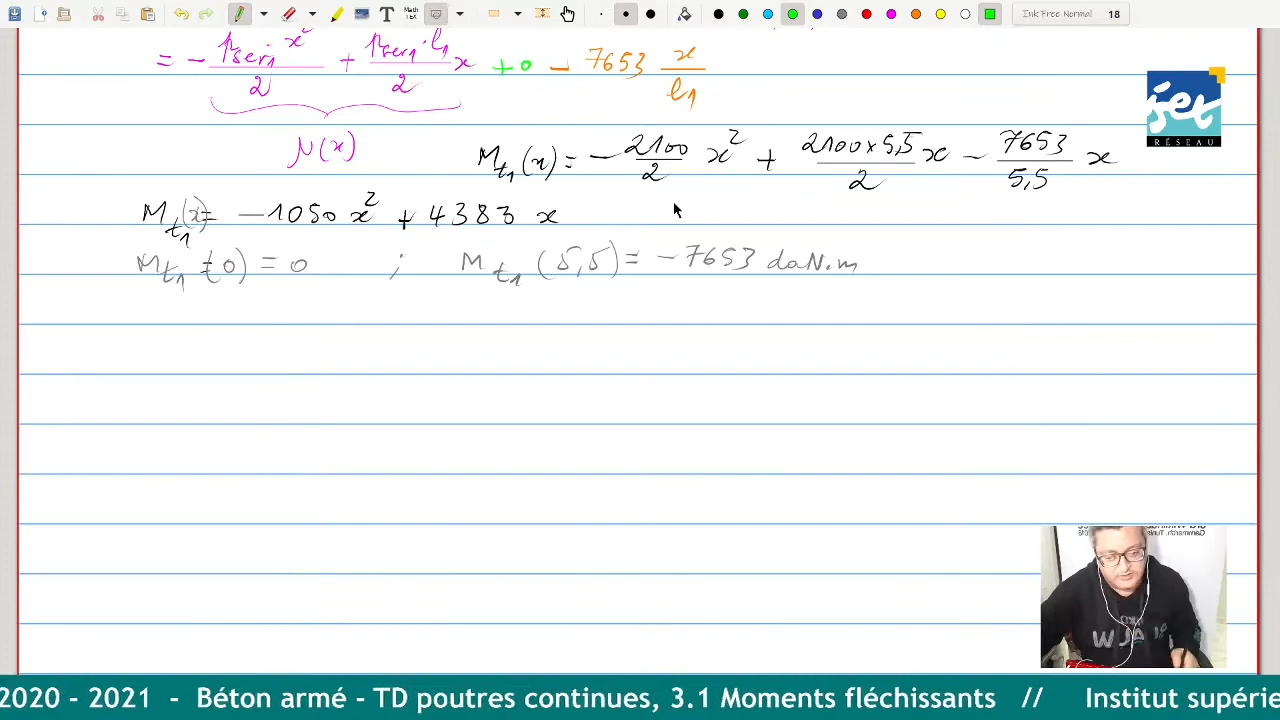 Ink Free Normal 18
= - pser1 x² / 2 + pser1 · l1 / 2 x + 0 - 7653 x / l1
μ(x)
Mt1(x) = - 2100/2 x² + 2100 x 5,5 / 2 x - 7653/5,5 x
Mt1(x) = -1050 x² + 4383 x
Mt1(=0) = 0 ; Mt1(5,5) = -7653 daN.m
iset
RÉSEAU
2020 - 2021 - Béton armé - TD poutres continues, 3.1 Moments fléchissants // Institut supérie